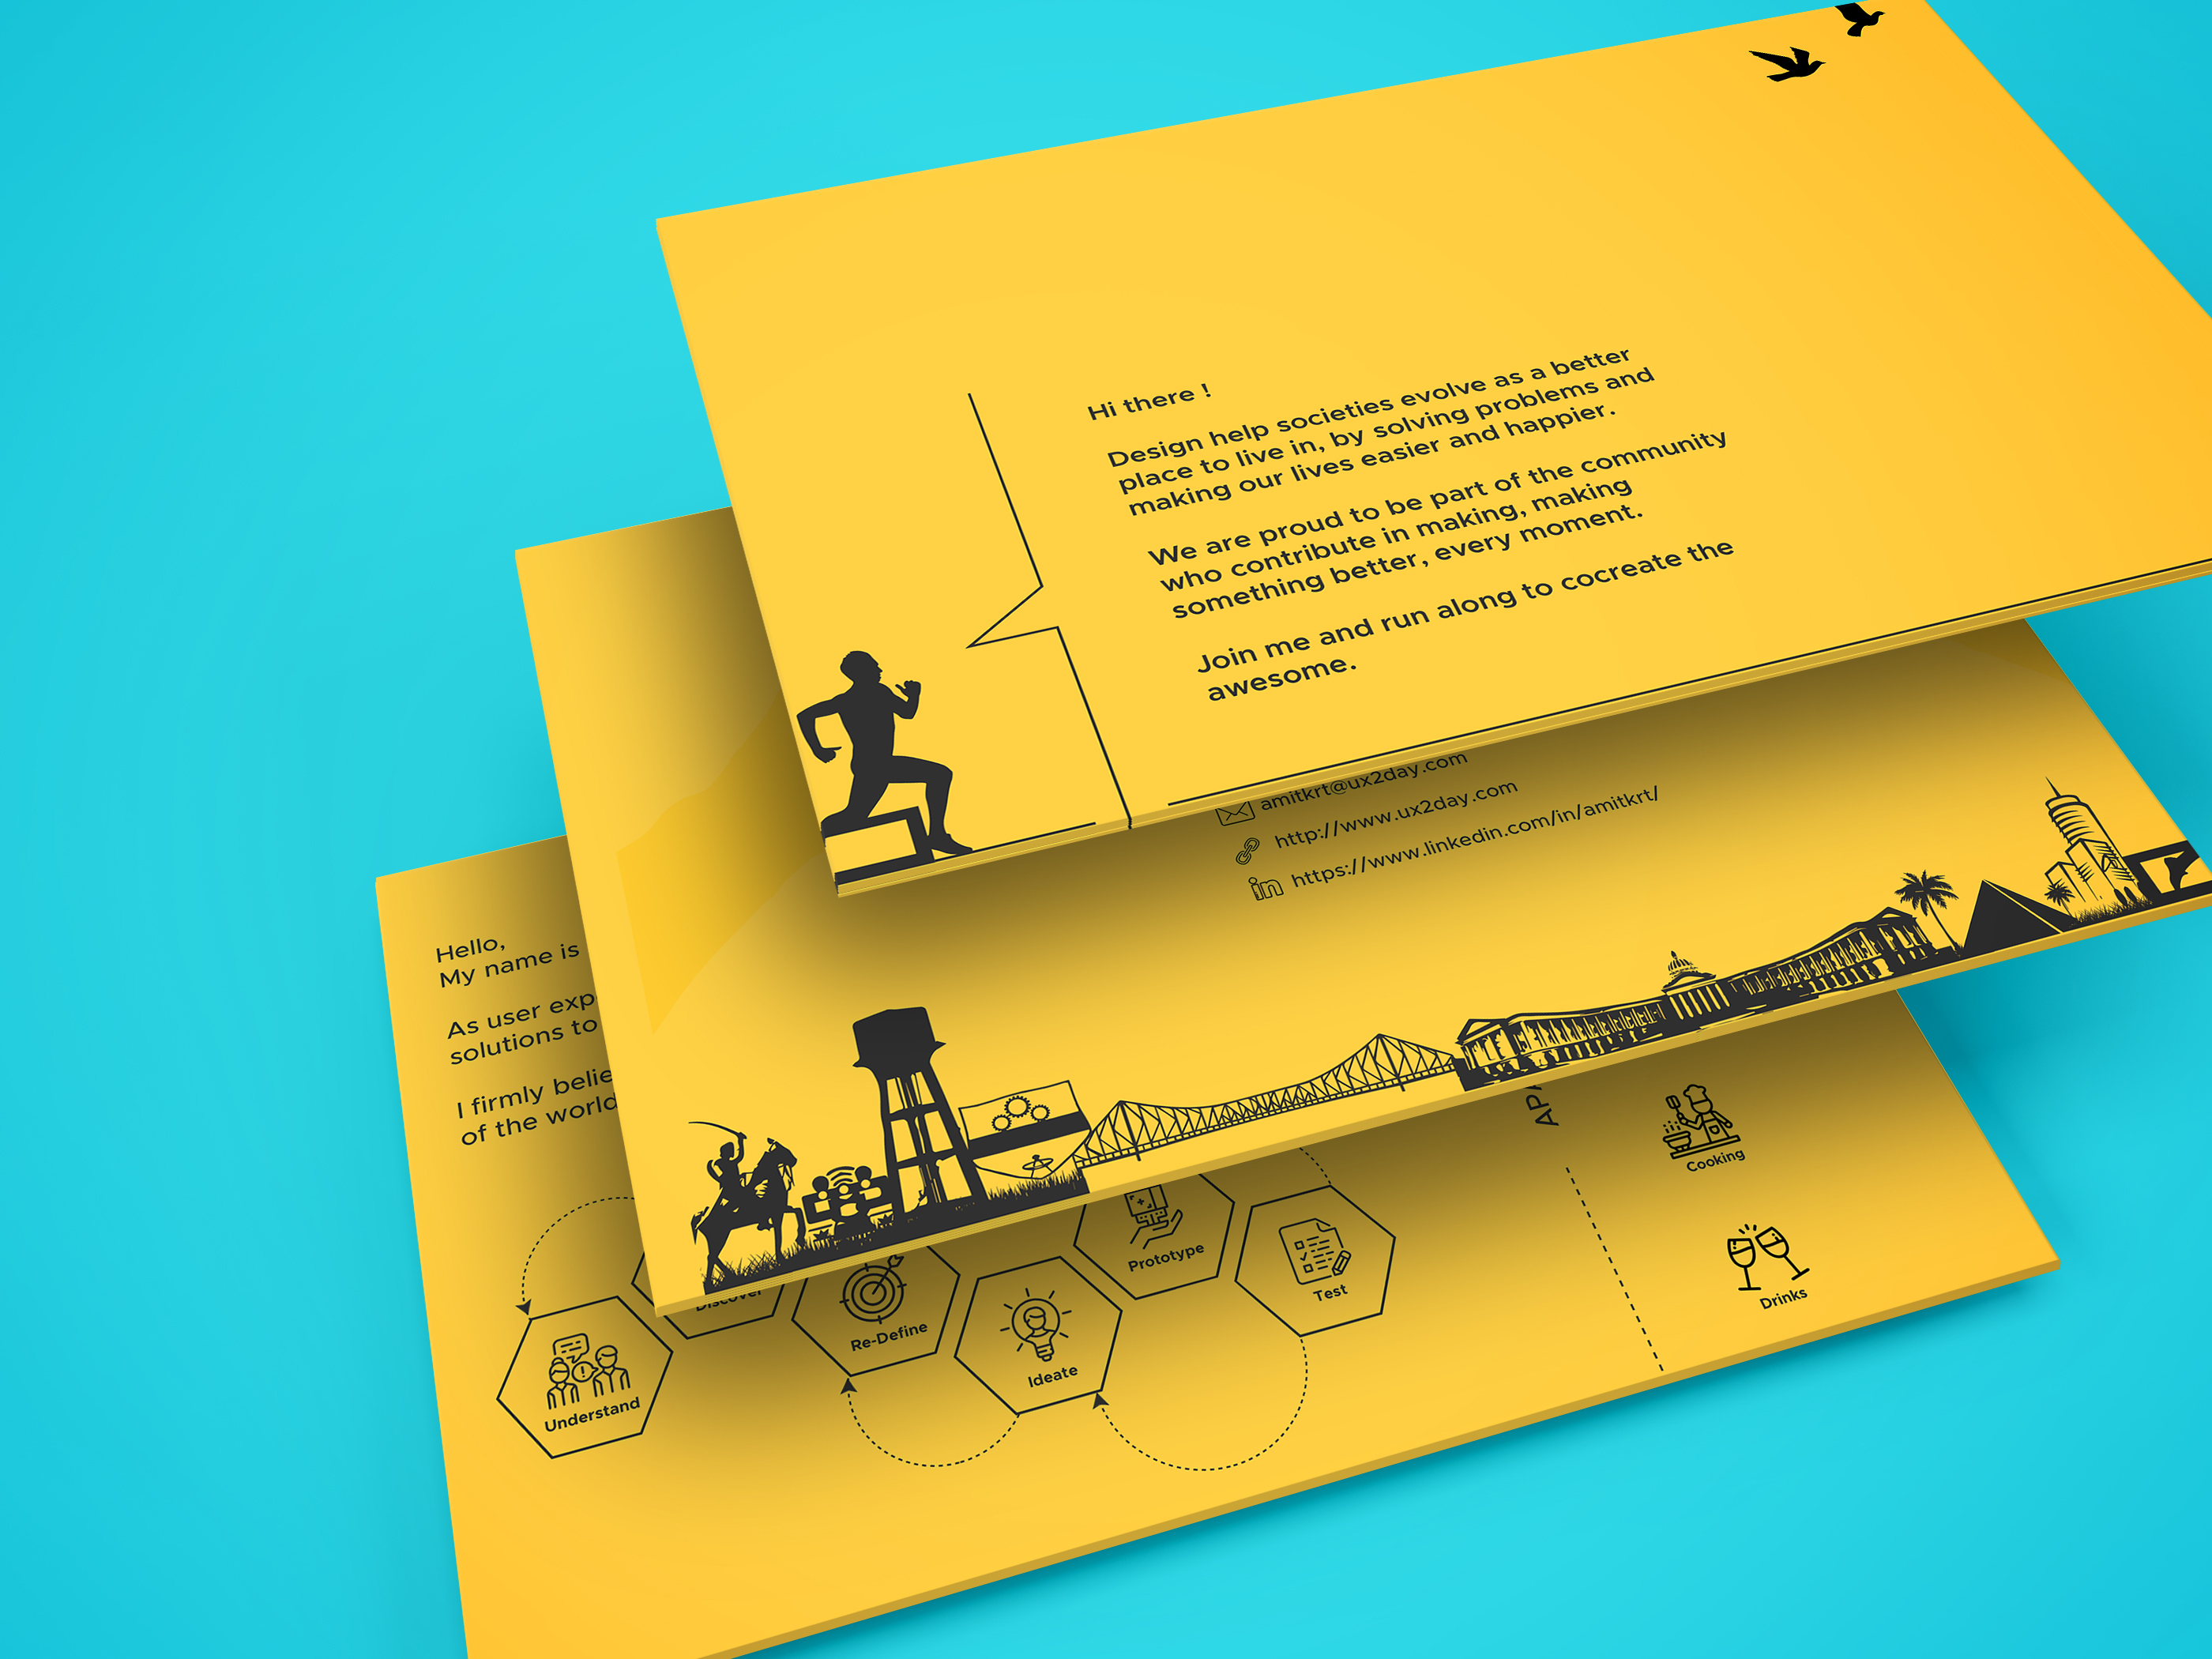 Hi there !
Design help societies evolve as a better
place to live in, by solving problems and
making our lives easier and happier.
We are proud to be part of the community
who contribute in making, making
something better, every moment.
Join me and run along to cocreate the
awesome.
amitkrt@ux2day.com
http://www.ux2day.com
in https://www.linkedin.com/in/amitkrt/
Hello,
My name is
As user exp
solutions to
I firmly belie
of the world
Understand
Discover
Re-Define
Ideate
Prototype
Test
AP
Cooking
Drinks